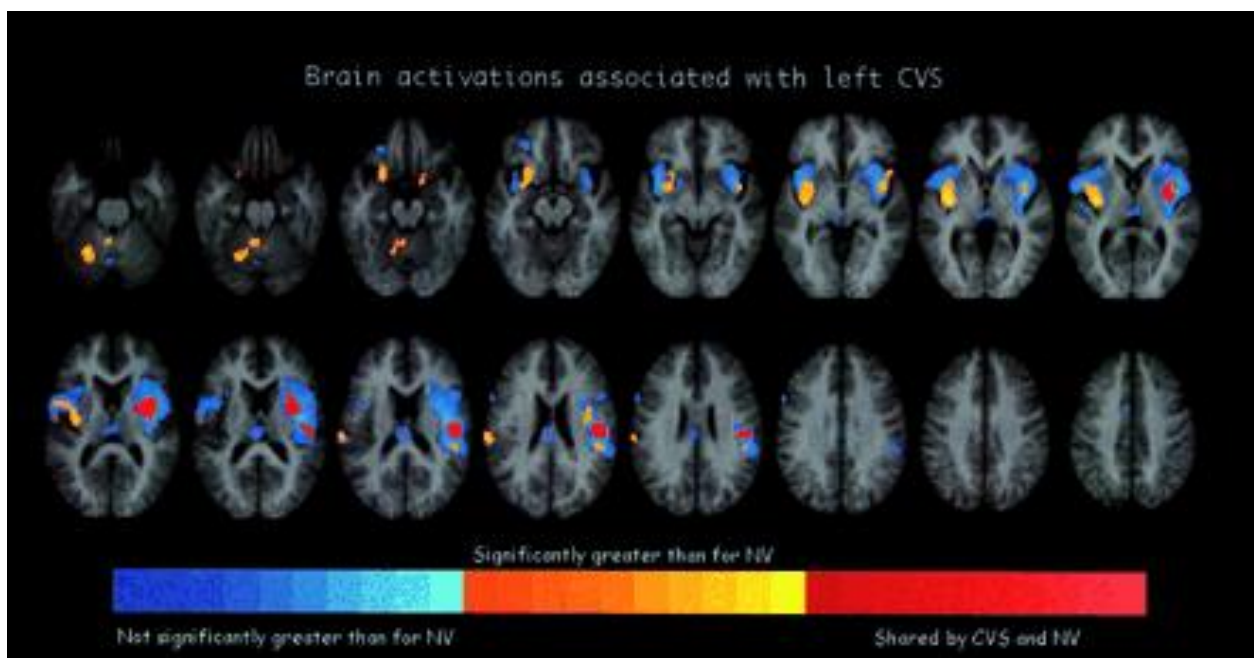 Brain activations associated with left CVS
Significantly greater than for NV
Not significantly greater than for NV
Shared by CVS and NV